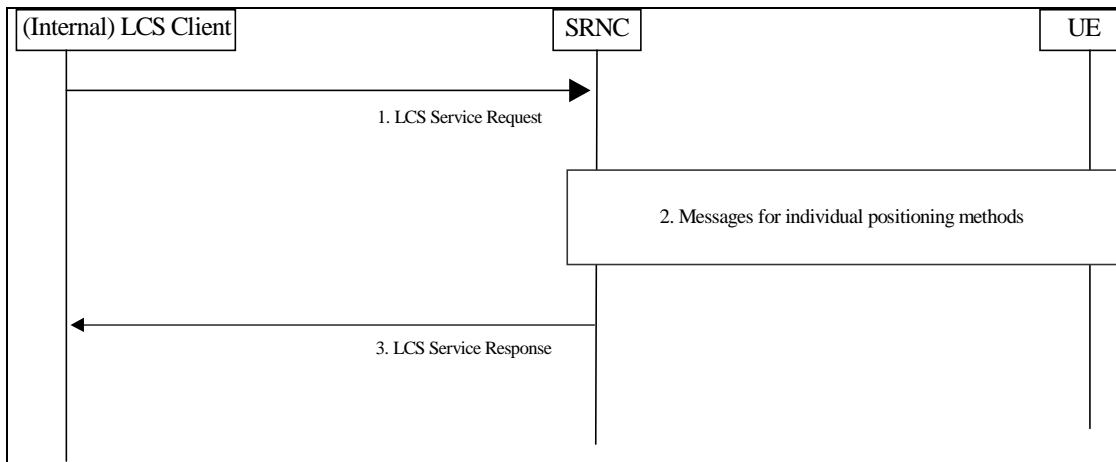 (Internal) LCS Client
SRNC
UE
1. LCS Service Request
2. Messages for individual positioning methods
3. LCS Service Response